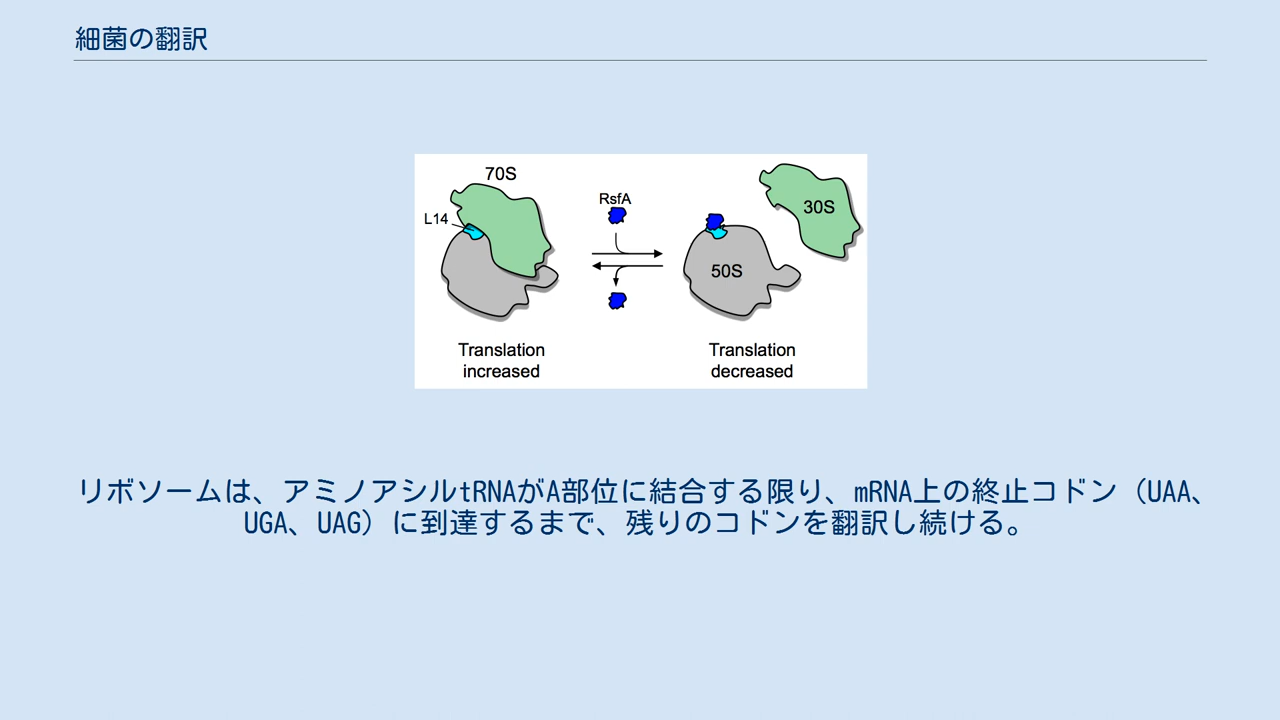 細菌の翻訳
70S
L14
RsfA
30S
50S
Translation
increased
Translation
decreased
リボソームは、アミノアシルtRNAがA部位に結合する限り、mRNA上の終止コドン（UAA、
UGA、UAG）に到達するまで、残りのコドンを翻訳し続ける。